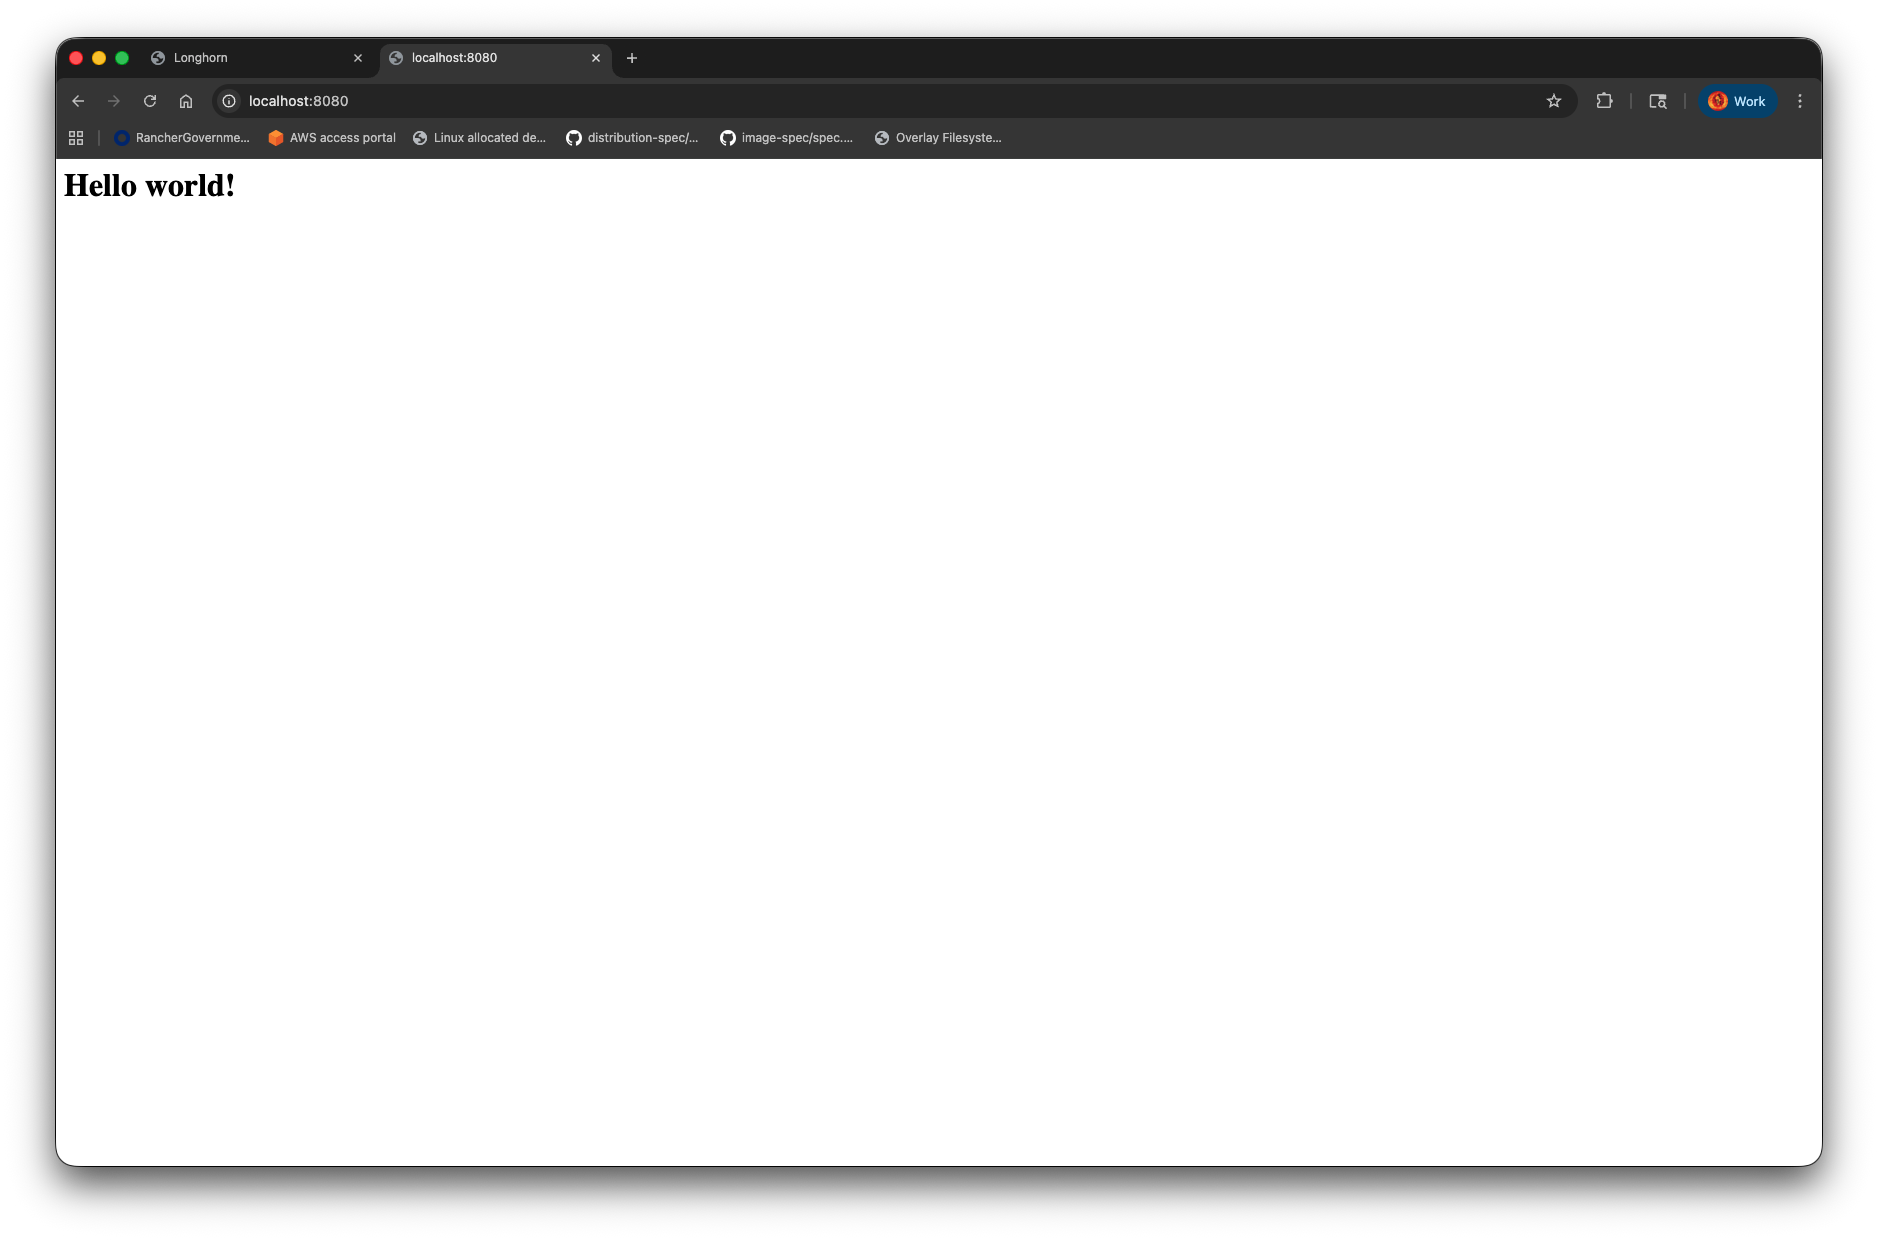 Longhorn
localhost:8080
localhost:8080
Work
RancherGovernme...
AWS access portal
Linux allocated de...
distribution-spec/...
image-spec/spec....
Overlay Filesyste...
Hello world!